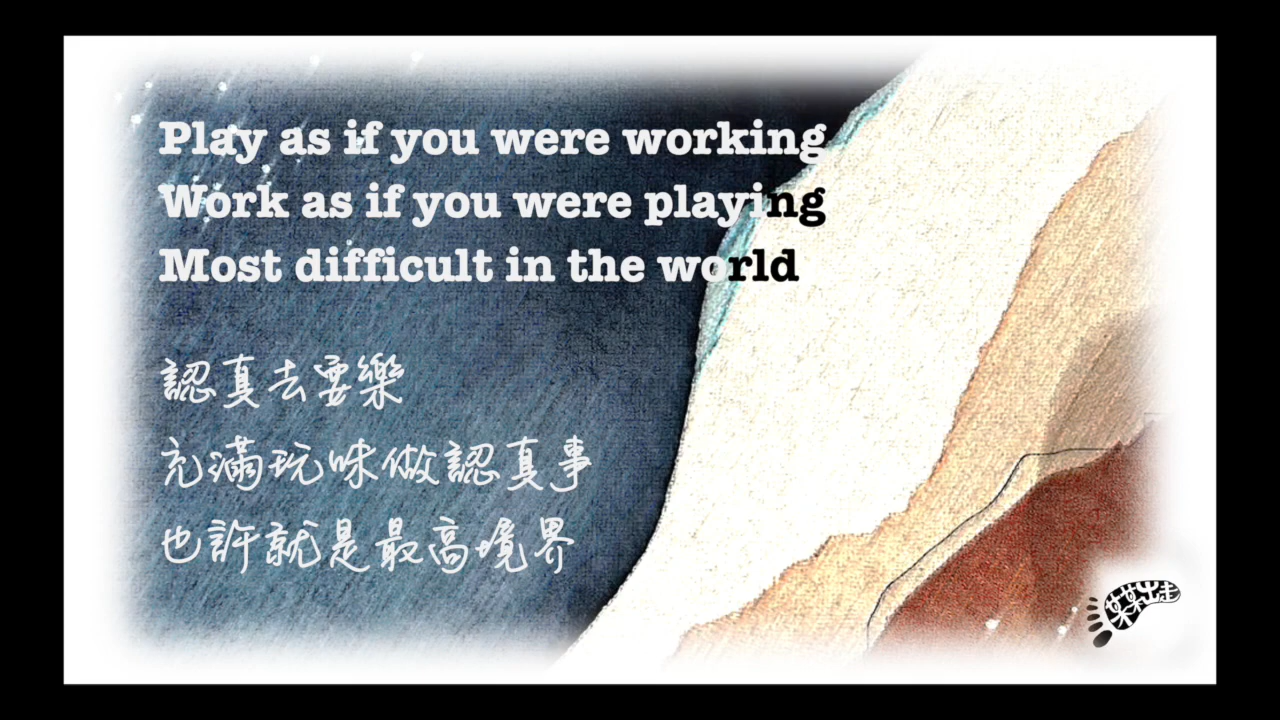 Play as if you were working
Work as if you were playing
Most difficult in the world
認真去耍樂
充滿玩味做認真事
也許就是最高境界